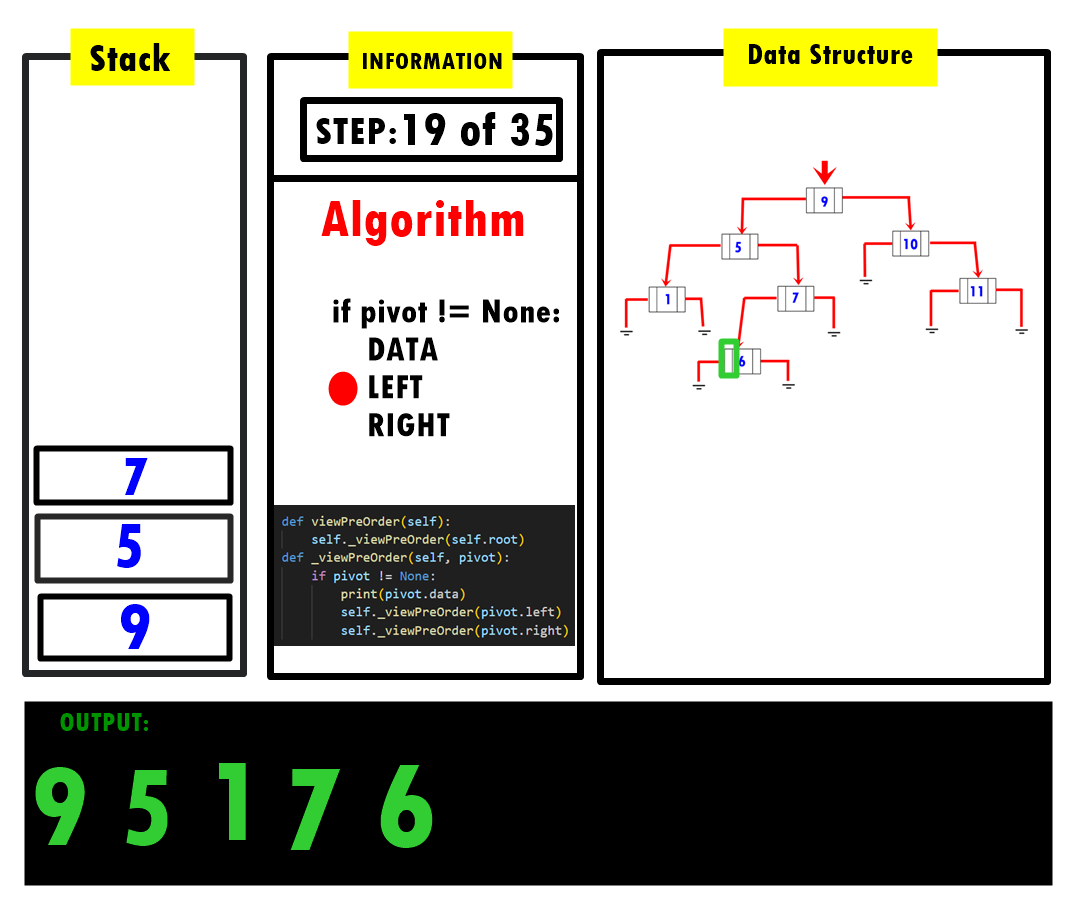 Stack
7
5
9
INFORMATION
STEP:19 of 35
Algorithm
if pivot != None:
DATA
LEFT
RIGHT
def viewPreOrder(self):
self._viewPreOrder(self.root)
def _viewPreOrder(self, pivot):
if pivot != None:
print(pivot.data)
self._viewPreOrder(pivot.left)
self._viewPreOrder(pivot.right)
Data Structure
9
5
10
1
7
11
6
OUTPUT:
9 5 1 7 6